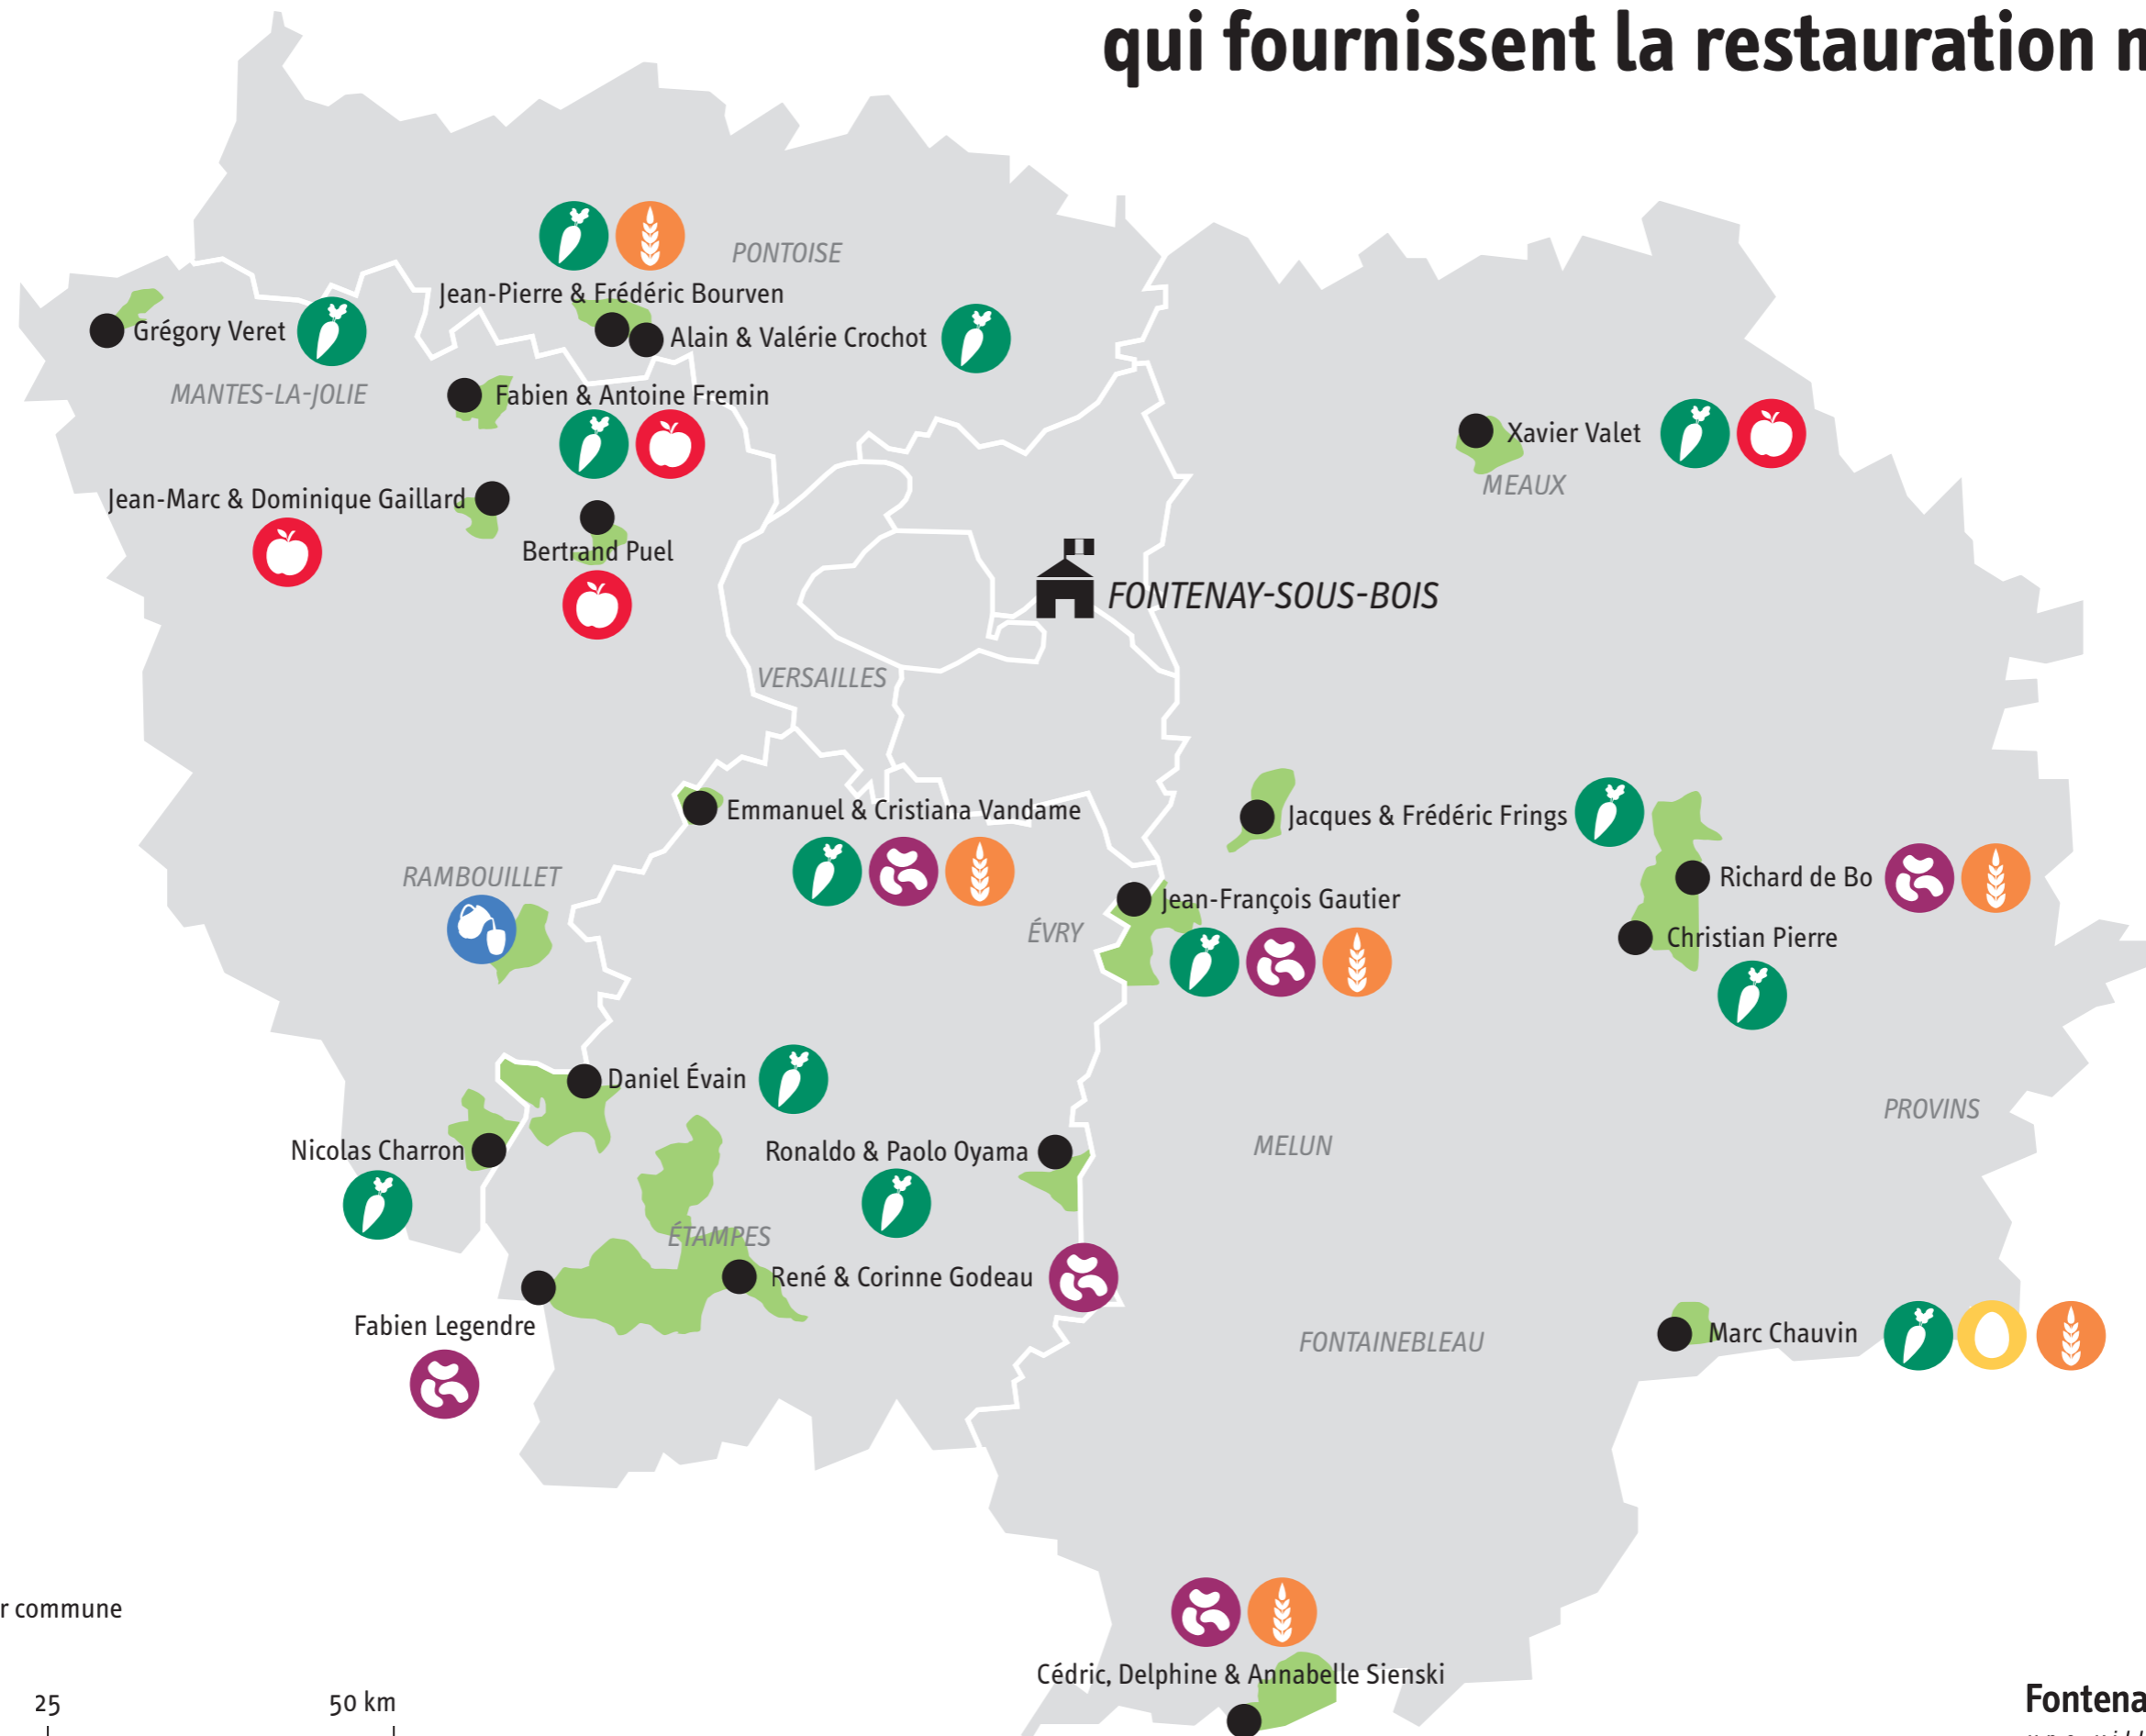 qui fournissent la restauration
PONTOISE
Jean-Pierre & Frédéric Bourven
Grégory Veret
Alain & Valérie Crochot
MANTES-LA-JOLIE
Fabien & Antoine Fremin
Xavier Valet
MEAUX
Jean-Marc & Dominique Gaillard
Bertrand Puel
FONTENAY-SOUS-BOIS
VERSAILLES
Emmanuel & Cristiana Vandame
Jacques & Frédéric Frings
RAMBOUILLET
Richard de Bo
Jean-François Gautier
ÉVRY
Christian Pierre
Daniel Évain
PROVINS
Nicolas Charron
Ronaldo & Paolo Oyama
MELUN
ÉTAMPES
René & Corinne Godeau
Fabien Legendre
FONTAINEBLEAU
Marc Chauvin
r commune
Cédric, Delphine & Annabelle Sienski
25
50 km
Fontena